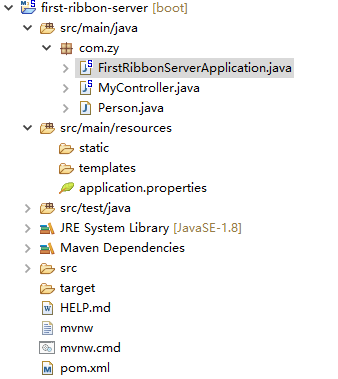 first-ribbon-server [boot]
src/main/java
com.zy
FirstRibbonServerApplication.java
MyController.java
Person.java
src/main/resources
static
templates
application.properties
src/test/java
JRE System Library [JavaSE-1.8]
Maven Dependencies
src
target
HELP.md
mvnw
mvnw.cmd
pom.xml